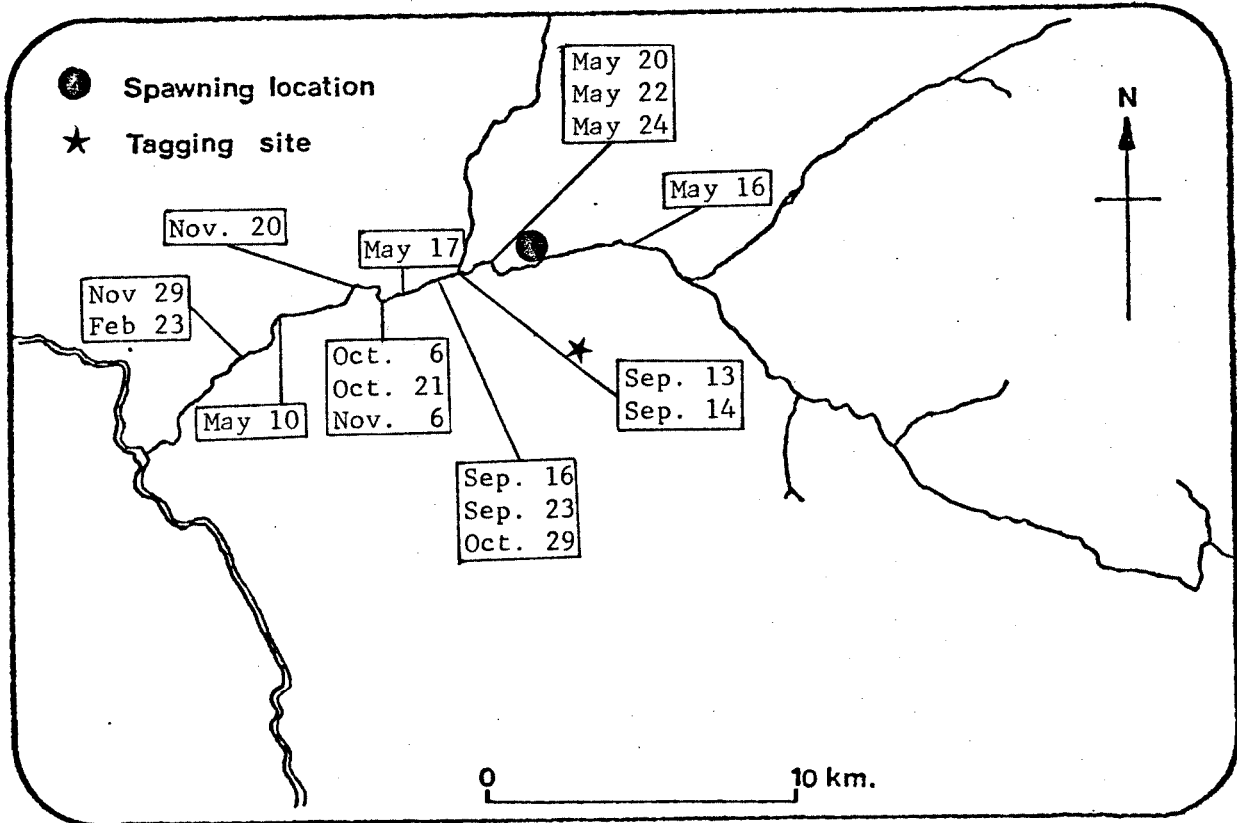 Spawning location
Tagging site
May 20
May 22
May 24
N
May 16
Nov. 20
May 17
Nov 29
Feb 23
Oct. 6
Oct. 21
Nov. 6
Sep. 13
Sep. 14
May 10
Sep. 16
Sep. 23
Oct. 29
0 10 km.